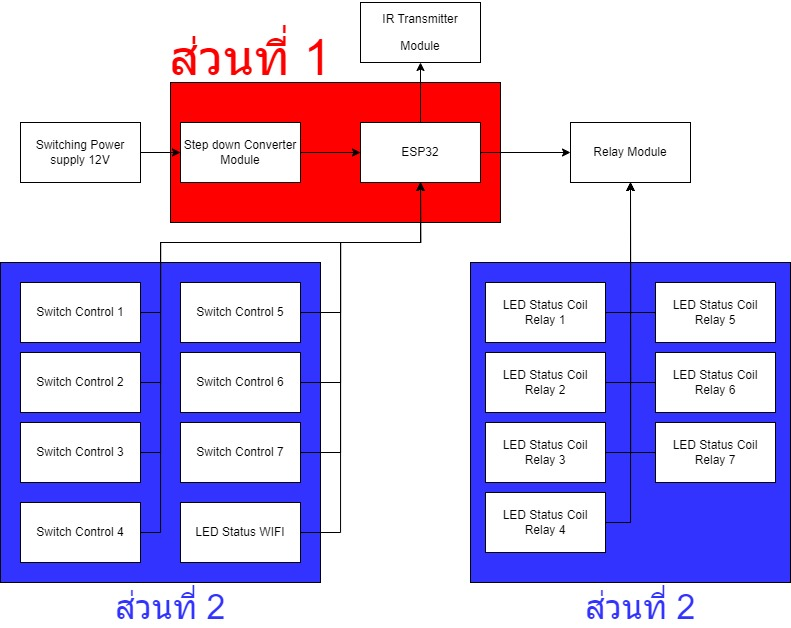 IR Transmitter
Module
ส่วนที่ 1
Switching Power
supply 12V
Step down Converter
Module
ESP32
Relay Module
Switch Control 1
Switch Control 5
Switch Control 2
Switch Control 6
Switch Control 3
Switch Control 7
Switch Control 4
LED Status WIFI
ส่วนที่ 2
LED Status Coil
Relay 1
LED Status Coil
Relay 5
LED Status Coil
Relay 2
LED Status Coil
Relay 6
LED Status Coil
Relay 3
LED Status Coil
Relay 7
LED Status Coil
Relay 4
ส่วนที่ 2